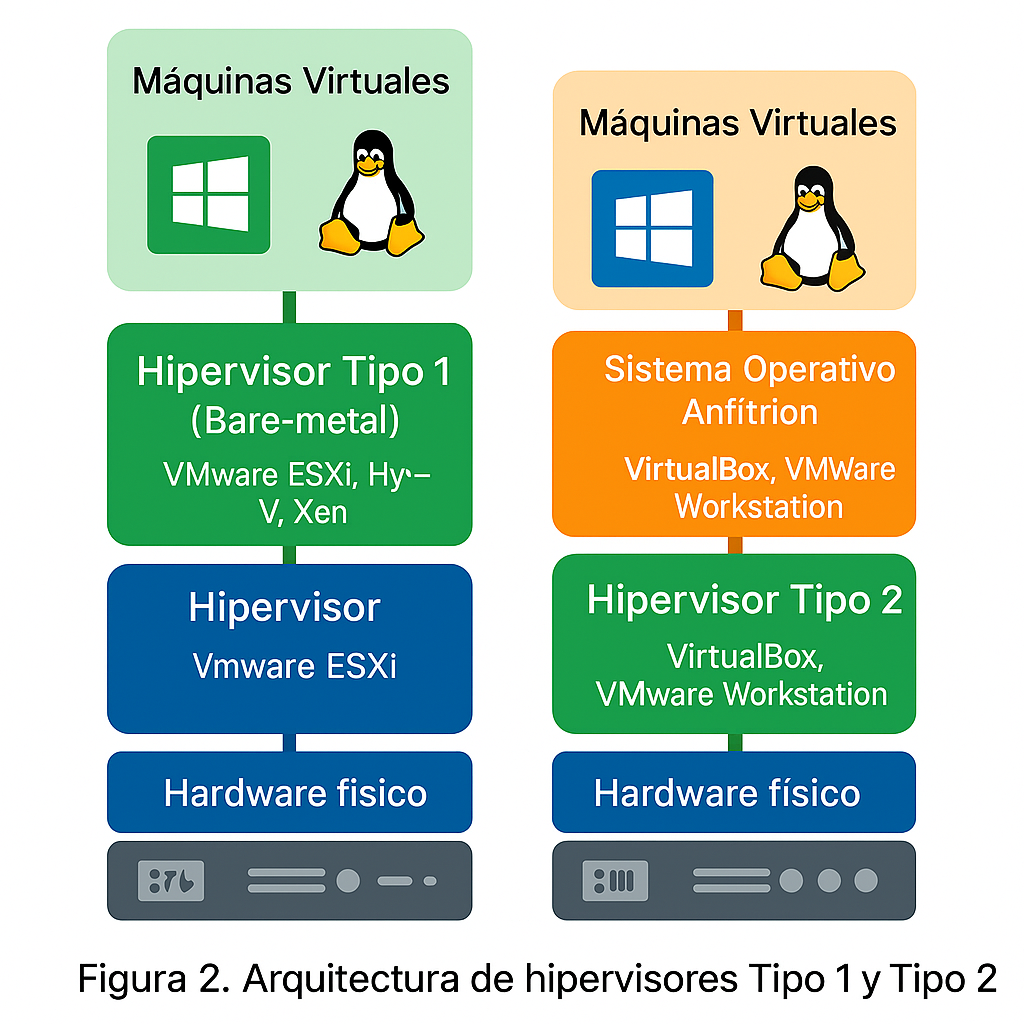 Máquinas Virtuales
Hipervisor Tipo 1
(Bare-metal)
VMware ESXi,
V, Xen
Hipervisor
Vmware ESXi
Hardware fisico
Máquinas Virtuales
Sistema Operativo
Anfítrion
VirtualBox, VMWare
Workstation
Hipervisor Tipo 2
VirtualBox,
VMware Workstation
Hardware físico
Figura 2. Arquitectura de hipervisores Tipo 1 y Tipo 2